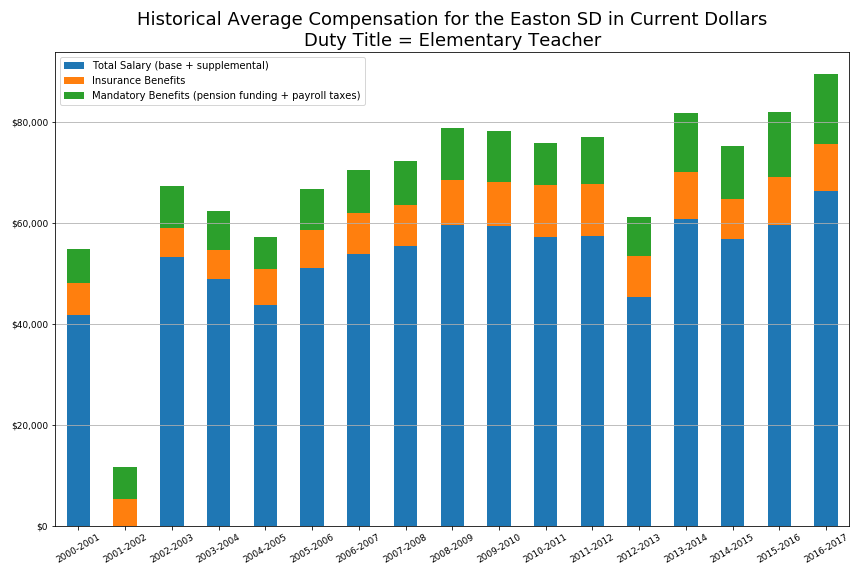 Historical Average Compensation for the Easton SD in Current Dollars
Duty Title = Elementary Teacher
Total Salary (base + supplemental)
Insurance Benefits
Mandatory Benefits (pension funding + payroll taxes)
$80,000
$60,000
$40,000
$20,000
$0
2000-2001 2001-2002 2002-2003 2003-2004 2004-2005 2005-2006 2006-2007 2007-2008 2008-2009 2009-2010 2010-2011 2011-2012 2012-2013 2013-2014 2014-2015 2015-2016 2016-2017